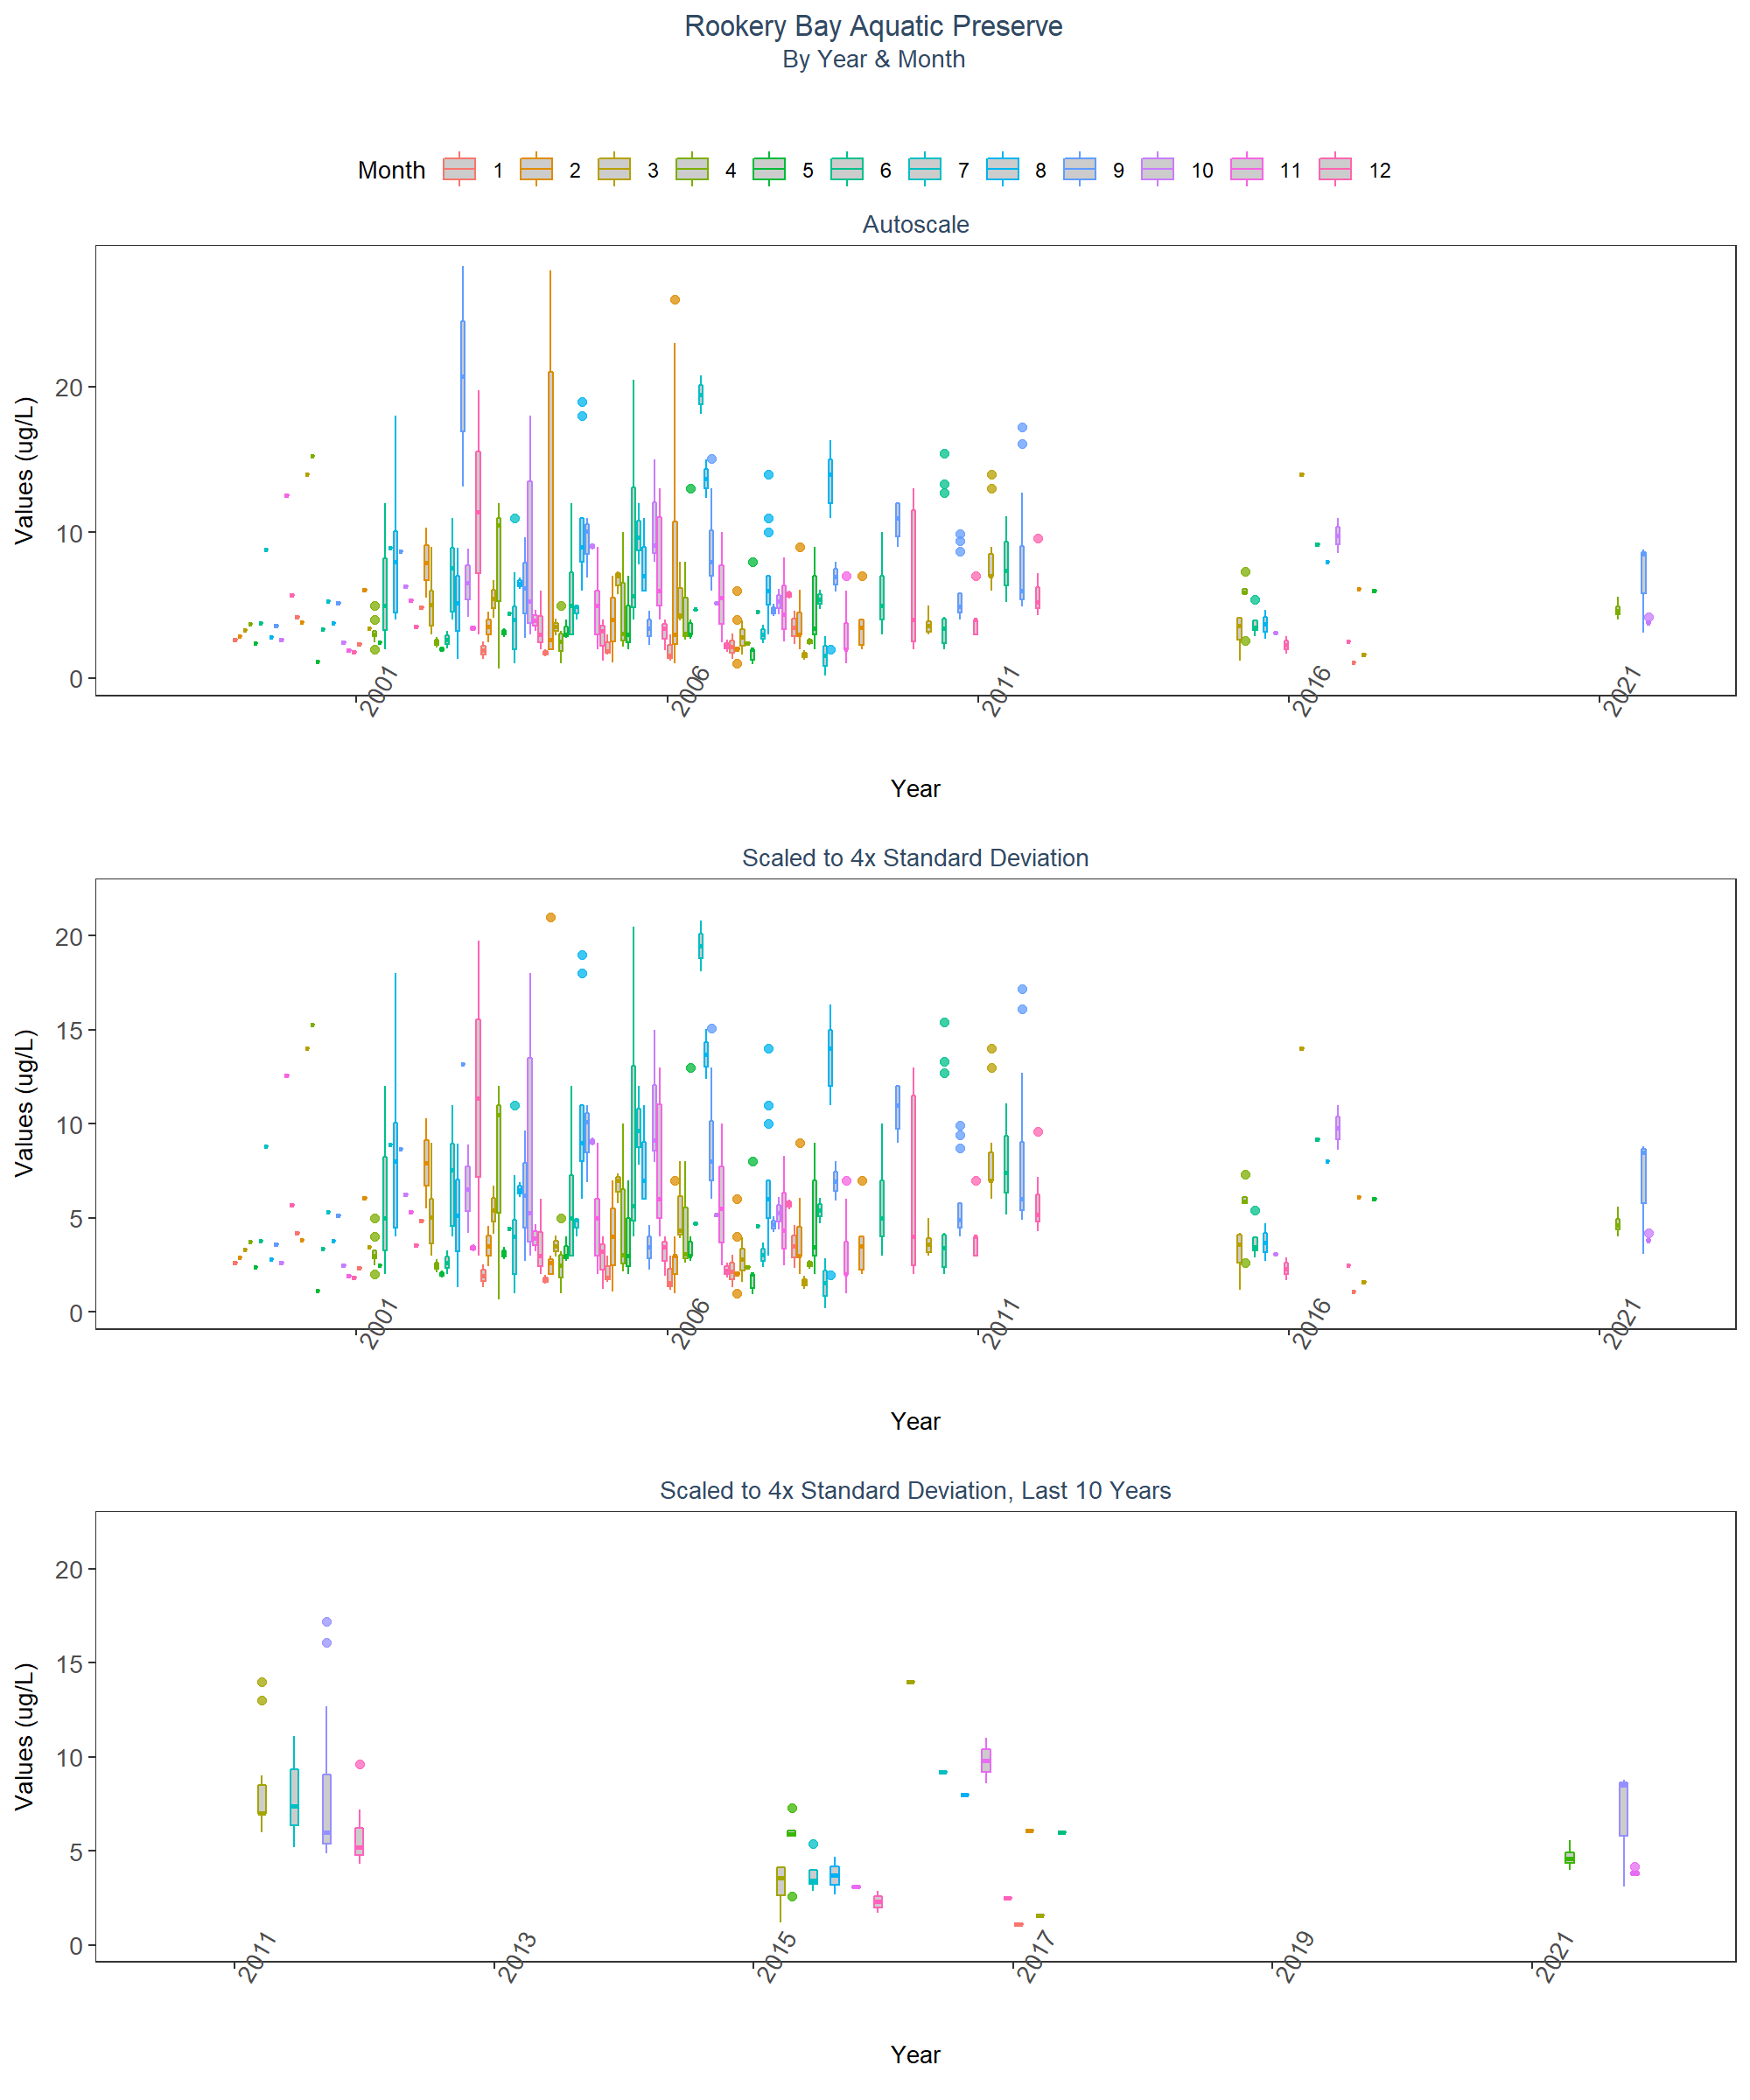 Rookery Bay Aquatic Preserve
By Year & Month
Month 1 2 3 4 5 6 7 8 9 10 11 12
Autoscale
Values (ug/L)
20
10
0
2001 2006 2011 2016 2021
Year
Scaled to 4x Standard Deviation
Values (ug/L)
20
15
10
5
0
2001 2006 2011 2016 2021
Year
Scaled to 4x Standard Deviation, Last 10 Years
Values (ug/L)
20
15
10
5
0
2011 2013 2015 2017 2019 2021
Year